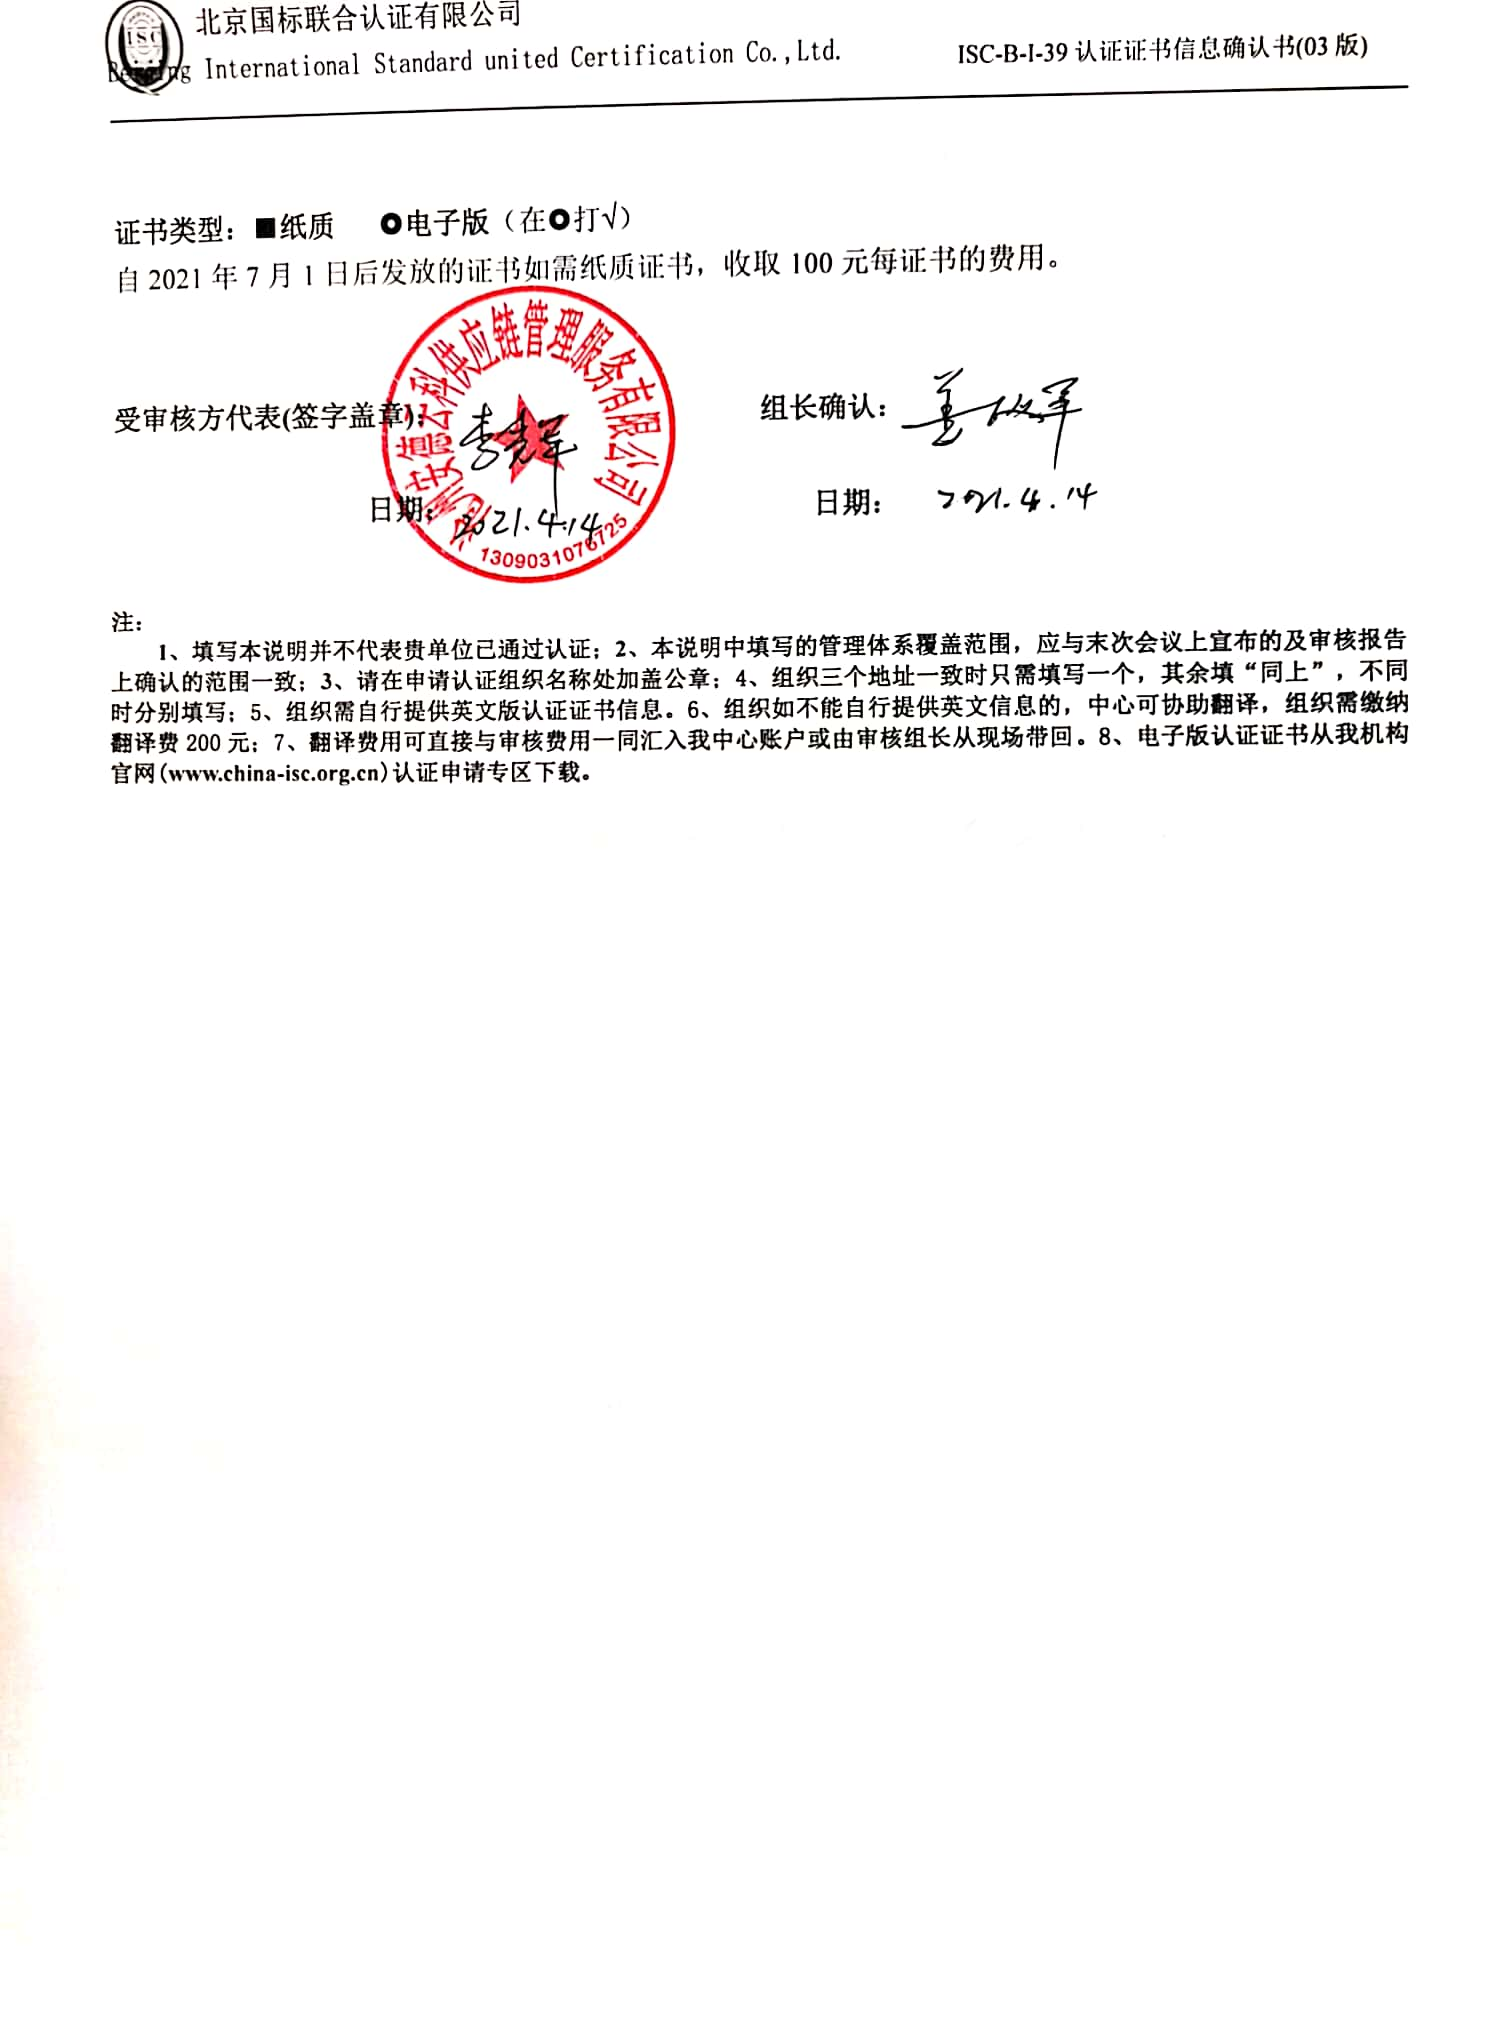 北京国标联合认证有限公司
Beijing International Standard united Certification Co.,Ltd.
ISC-B-I-39 认证证书信息确认书(03 版)
ISC
证书类型：■纸质 ○电子版（在○打√）
自 2021 年 7 月 1 日后发放的证书如需纸质证书，收取 100 元每证书的费用。
受审核方代表(签字盖章)：
信云科供应链管理服务有限公司
组长确认：
日期：2021.4.14
日期：2021.4.14
注：
1、填写本说明并不代表贵单位已通过认证；2、本说明中填写的管理体系覆盖范围，应与末次会议上宣布的及审核报告
上确认的范围一致；3、请在申请认证组织名称处加盖公章；4、组织三个地址一致时只需填写一个，其余填“同上”，不同
时分别填写；5、组织需自行提供英文版认证证书信息。6、组织如不能自行提供英文信息的，中心可协助翻译，组织需缴纳
翻译费 200 元；7、翻译费用可直接与审核费用一同汇入我中心账户或由审核组长从现场带回。8、电子版认证证书从我机构
官网(www.china-isc.org.cn)认证申请专区下载。